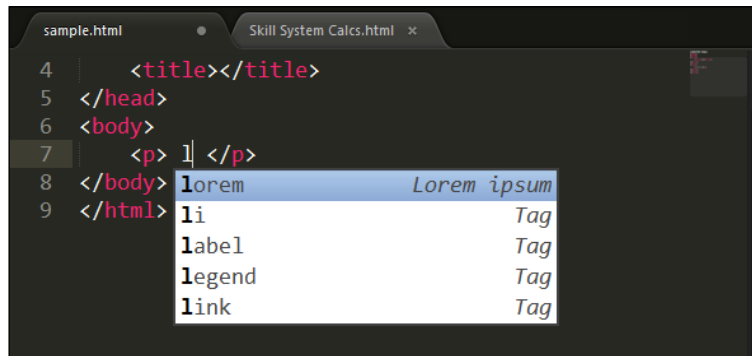 sample.html Skill System Calcs.html ×
4 <title></title>
5 </head>
6 <body>
7 <p> l </p>
8 </body>
9 </html>
lorem Lorem ipsum
li Tag
label Tag
legend Tag
link Tag